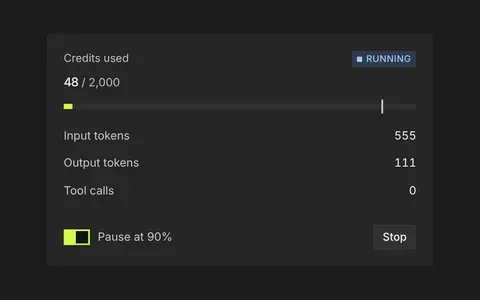 Credits used
RUNNING
48 / 2,000
Input tokens 555
Output tokens 111
Tool calls 0
Pause at 90%
Stop